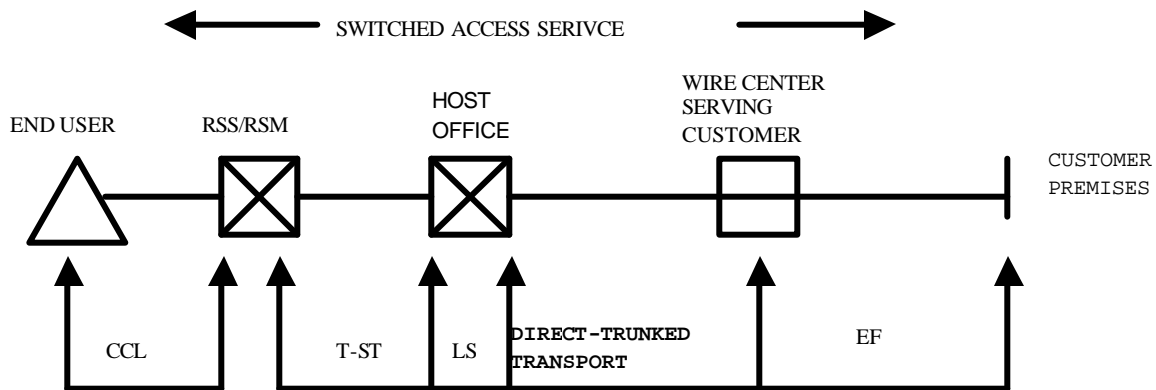 SWITCHED ACCESS SERIVCE
END USER
RSS/RSM
HOST
OFFICE
WIRE CENTER
SERVING
CUSTOMER
CUSTOMER
PREMISES
CCL
T-ST
LS
DIRECT-TRUNKED
TRANSPORT
EF